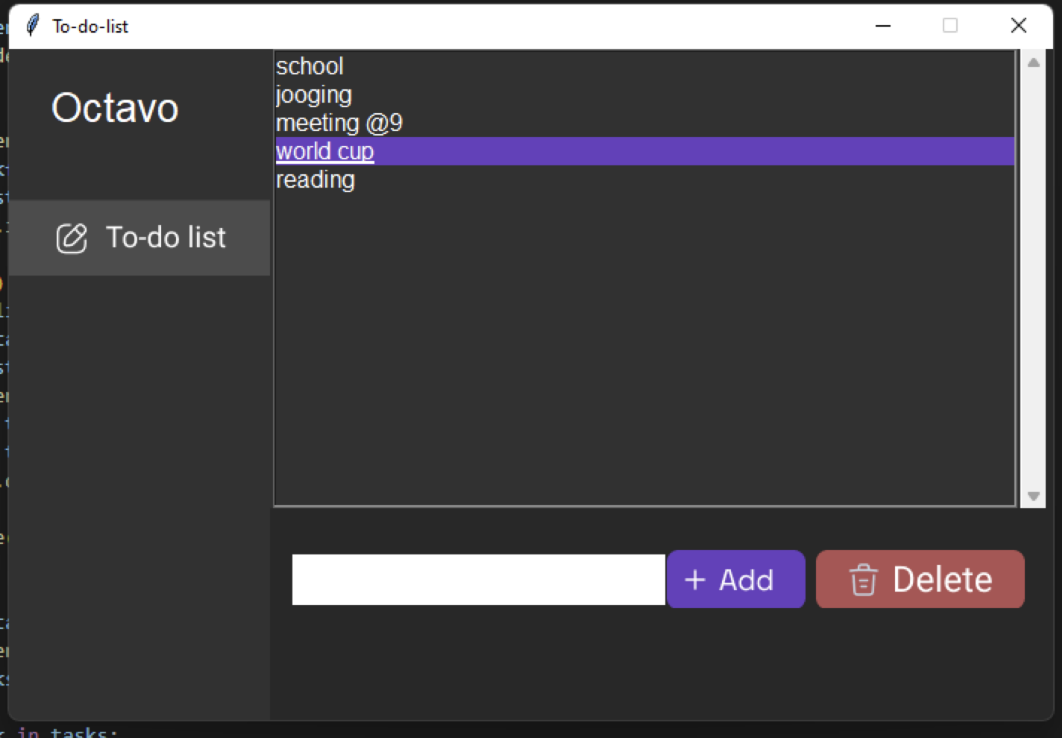 To-do-list
Octavo
To-do list
school
jooging
meeting @9
world cup
reading
+ Add
Delete
in tasks: